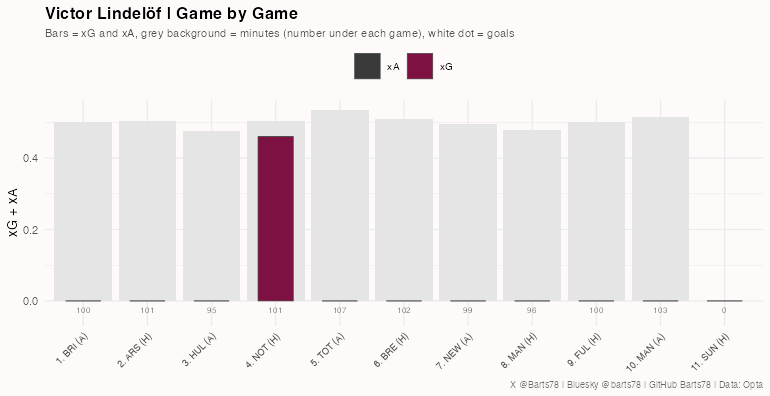 Victor Lindelöf | Game by Game
Bars = xG and xA, grey background = minutes (number under each game), white dot = goals
xA xG
xG + xA
0.4
0.2
0.0
100 101 95 101 107 102 99 96 100 103 0
1. BRI (A) 2. ARS (H) 3. HUL (A) 4. NOT (H) 5. TOT (A) 6. BRE (H) 7. NEW (A) 8. MAN (H) 9. FUL (H) 10. MAN (A) 11. SUN (H)
X @Barts78 | Bluesky @barts78 | GitHub Barts78 | Data: Opta